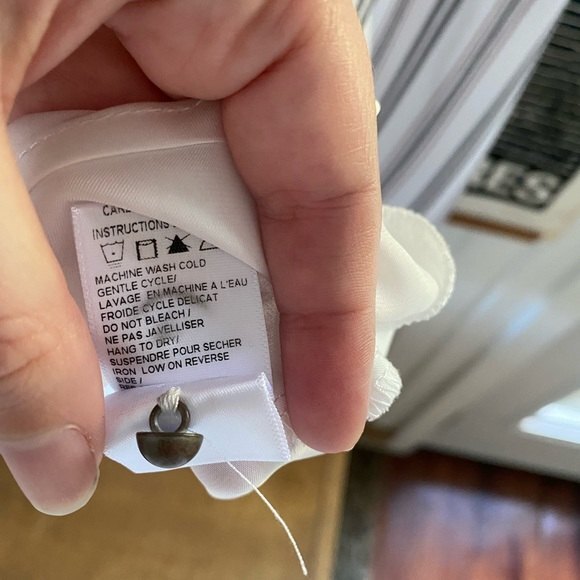 CARE
INSTRUCTIONS
MACHINE WASH COLD
GENTLE CYCLE/
LAVAGE EN MACHINE A L'EAU
FROIDE CYCLE DELICAT
DO NOT BLEACH/
NE PAS JAVELLISER
HANG TO DRY/
SUSPENDRE POUR SECHER
IRON LOW ON REVERSE
SIDE/